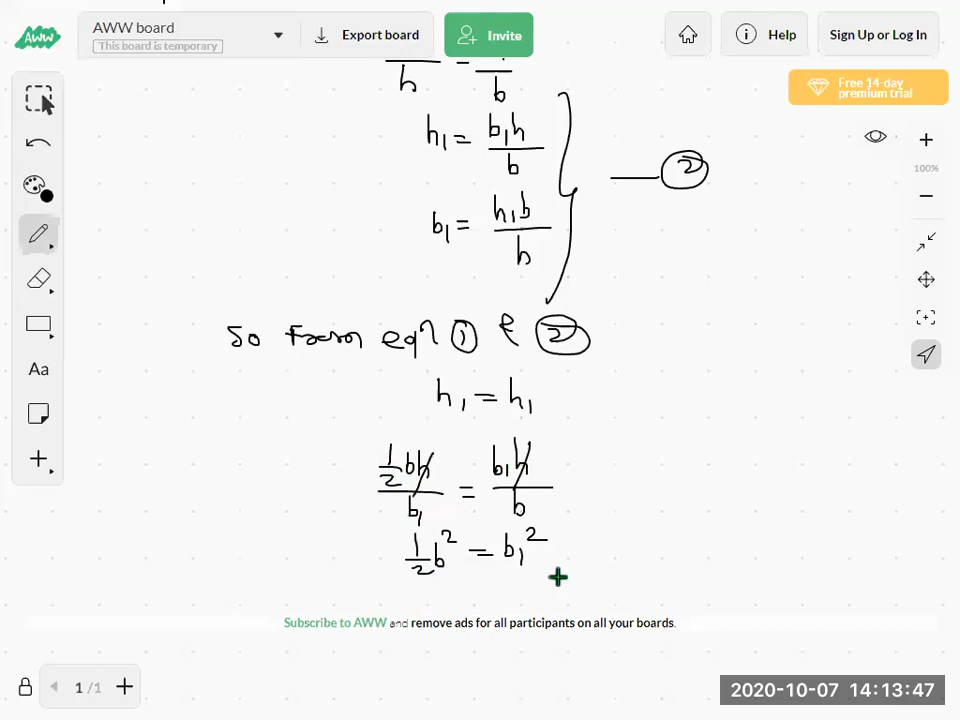 AWW
AWW board
This board is temporary
Export board
Invite
Help
Sign Up or Log In
Free 14-day
premium trial
h = b
h₁ = b₁h / b
b₁ = h₁b / h
— ②
100%
So from eqn ① & ②
h₁ = h₁
½bh / b₁ = b₁h / b
½b² = b₁²
Aa
Subscribe to AWW and remove ads for all participants on all your boards.
1 /1
2020-10-07 14:13:47